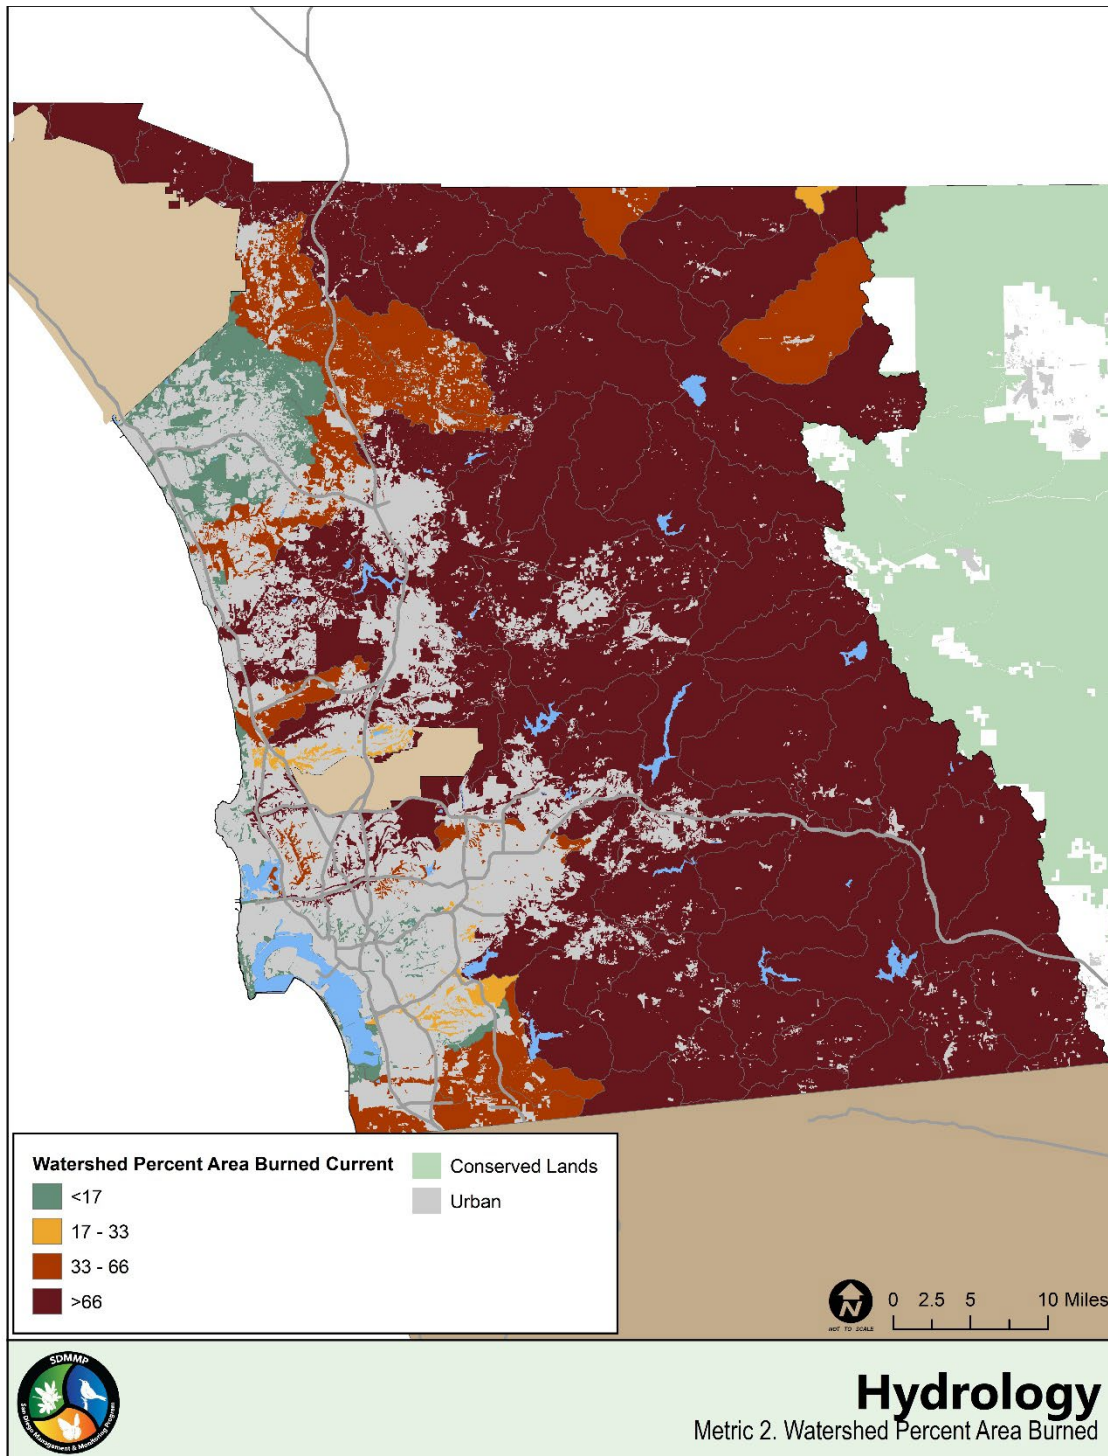 Watershed Percent Area Burned Current
<17
17 - 33
33 - 66
>66
Conserved Lands
Urban
N
NOT TO SCALE
0 2.5 5 10 Miles
SDMMP
San Diego Management & Monitoring Program
Hydrology
Metric 2. Watershed Percent Area Burned